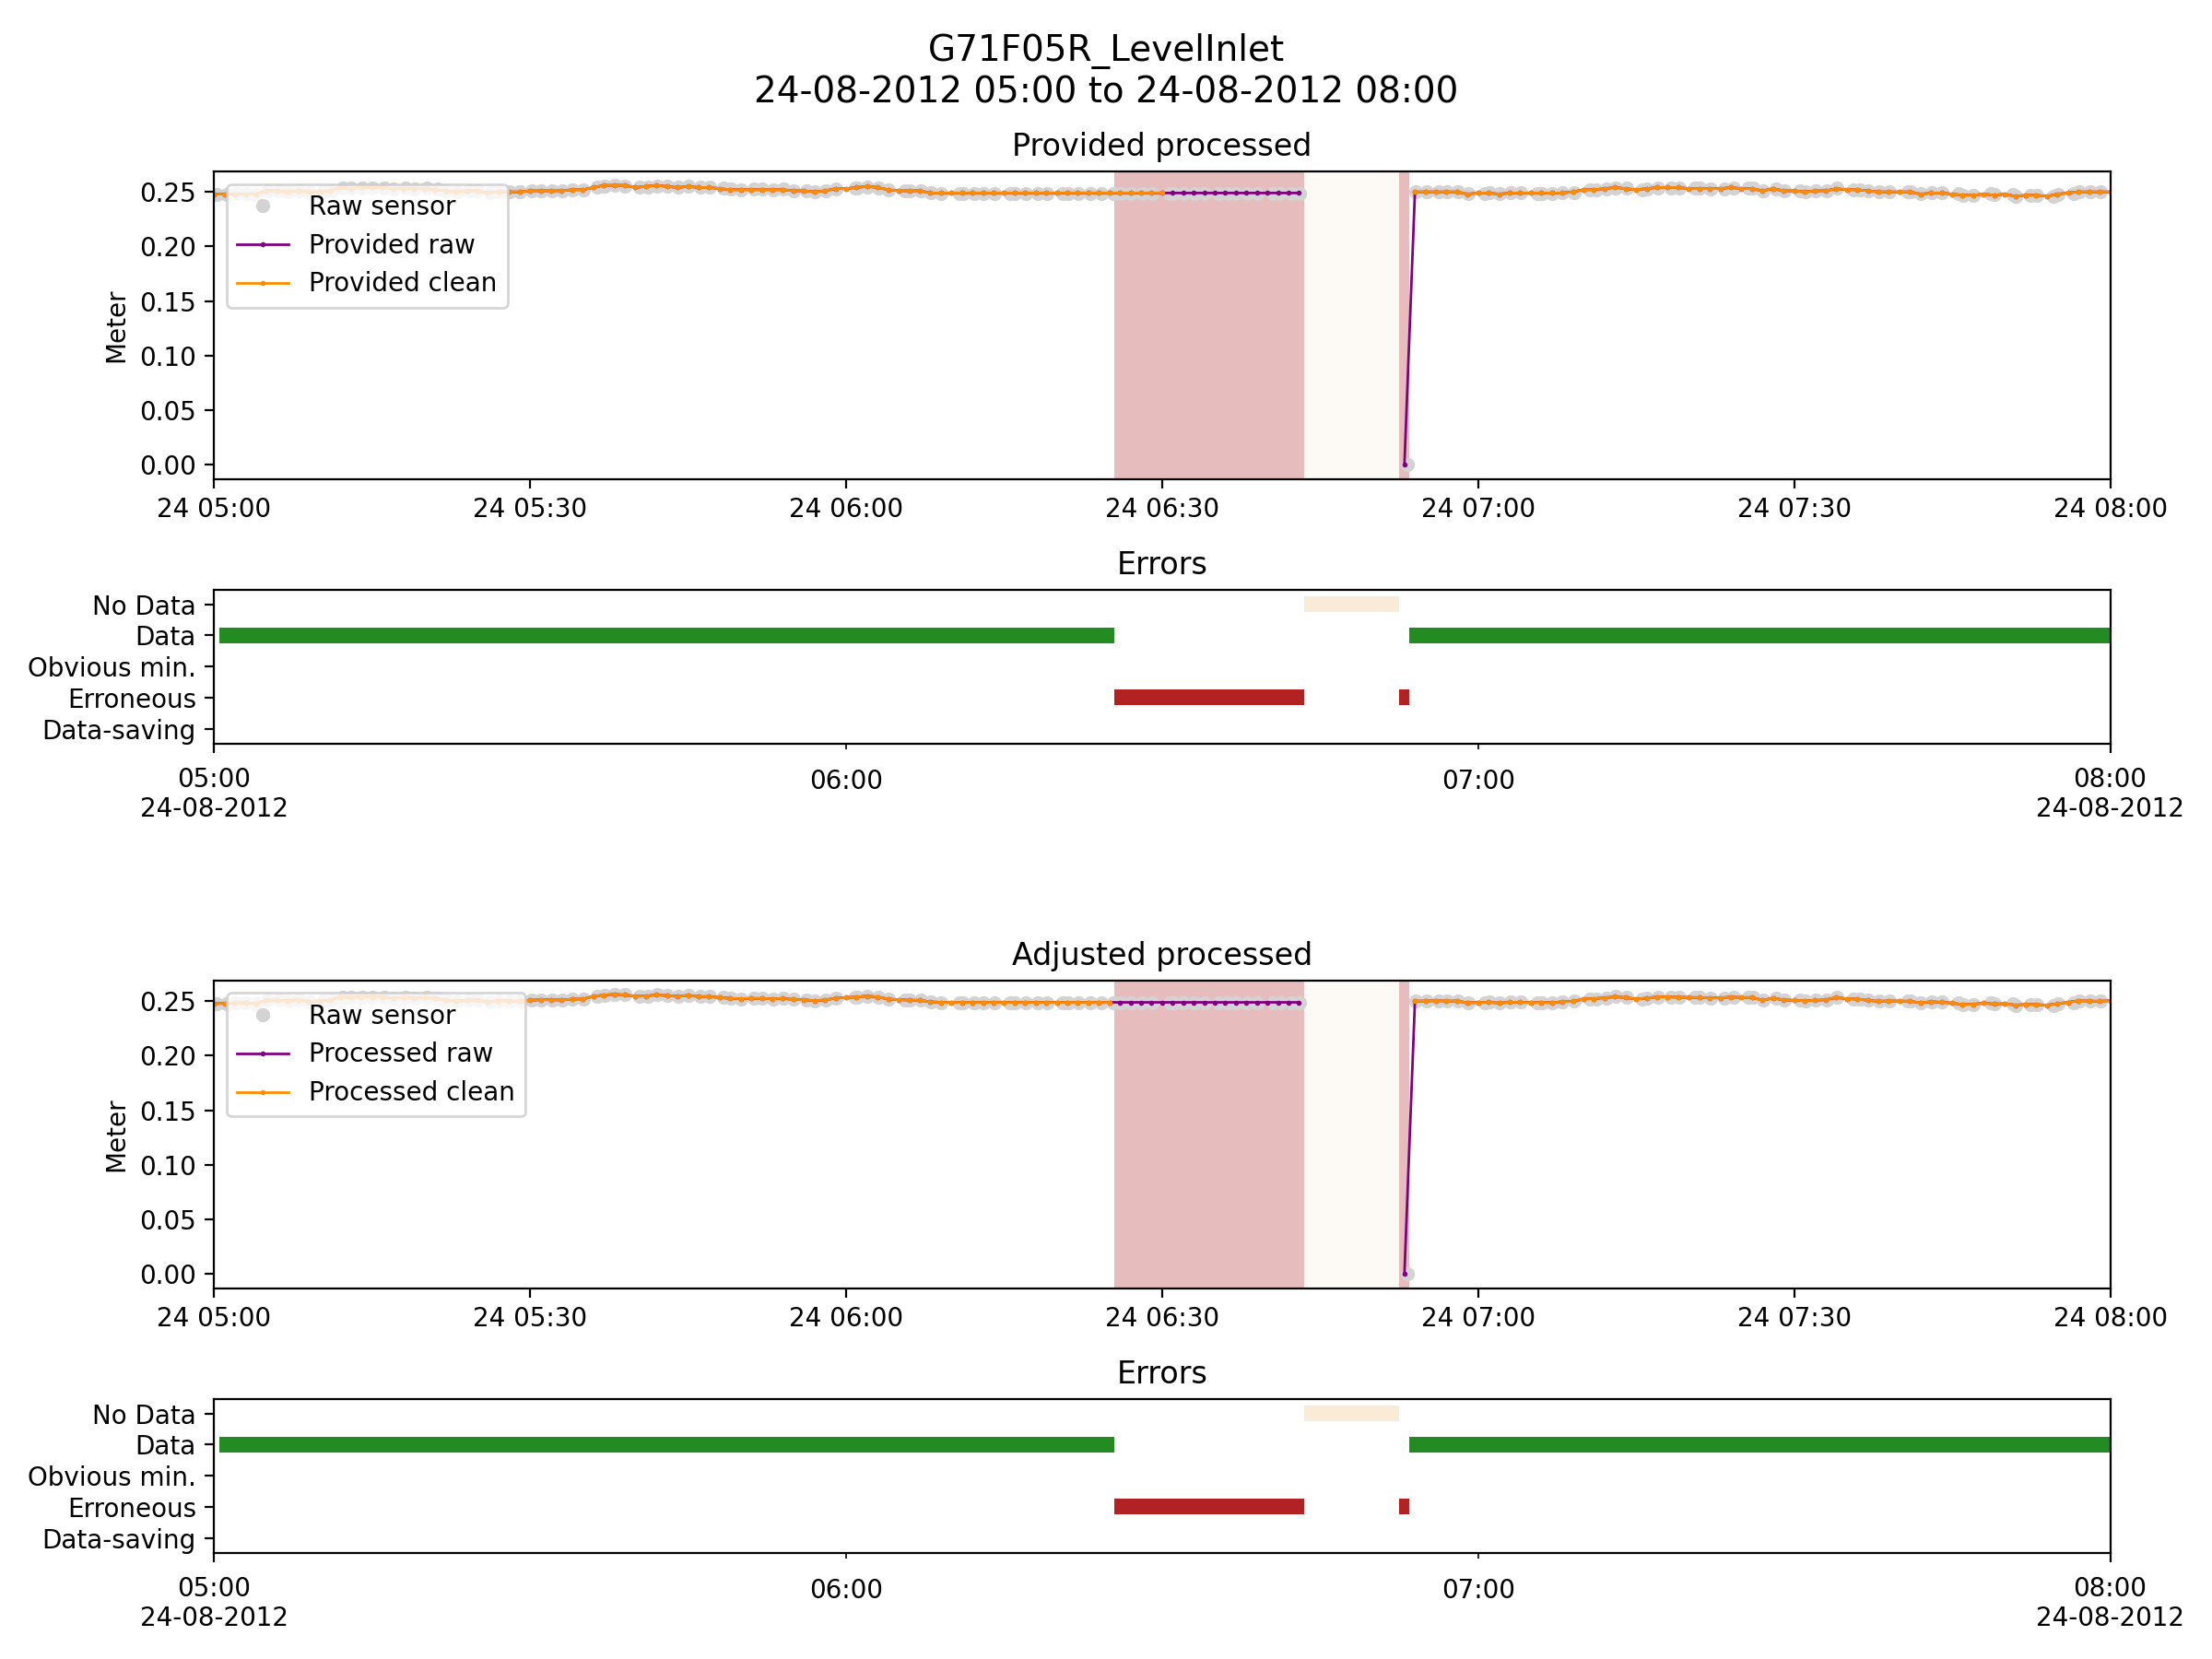 G71F05R_LevelInlet
24-08-2012 05:00 to 24-08-2012 08:00
Provided processed
Meter
0.25
0.20
0.15
0.10
0.05
0.00
Raw sensor
Provided raw
Provided clean
24 05:00 24 05:30 24 06:00 24 06:30 24 07:00 24 07:30 24 08:00
Errors
No Data
Data
Obvious min.
Erroneous
Data-saving
05:00 06:00 07:00 08:00
24-08-2012 24-08-2012
Adjusted processed
Meter
0.25
0.20
0.15
0.10
0.05
0.00
Raw sensor
Processed raw
Processed clean
24 05:00 24 05:30 24 06:00 24 06:30 24 07:00 24 07:30 24 08:00
Errors
No Data
Data
Obvious min.
Erroneous
Data-saving
05:00 06:00 07:00 08:00
24-08-2012 24-08-2012